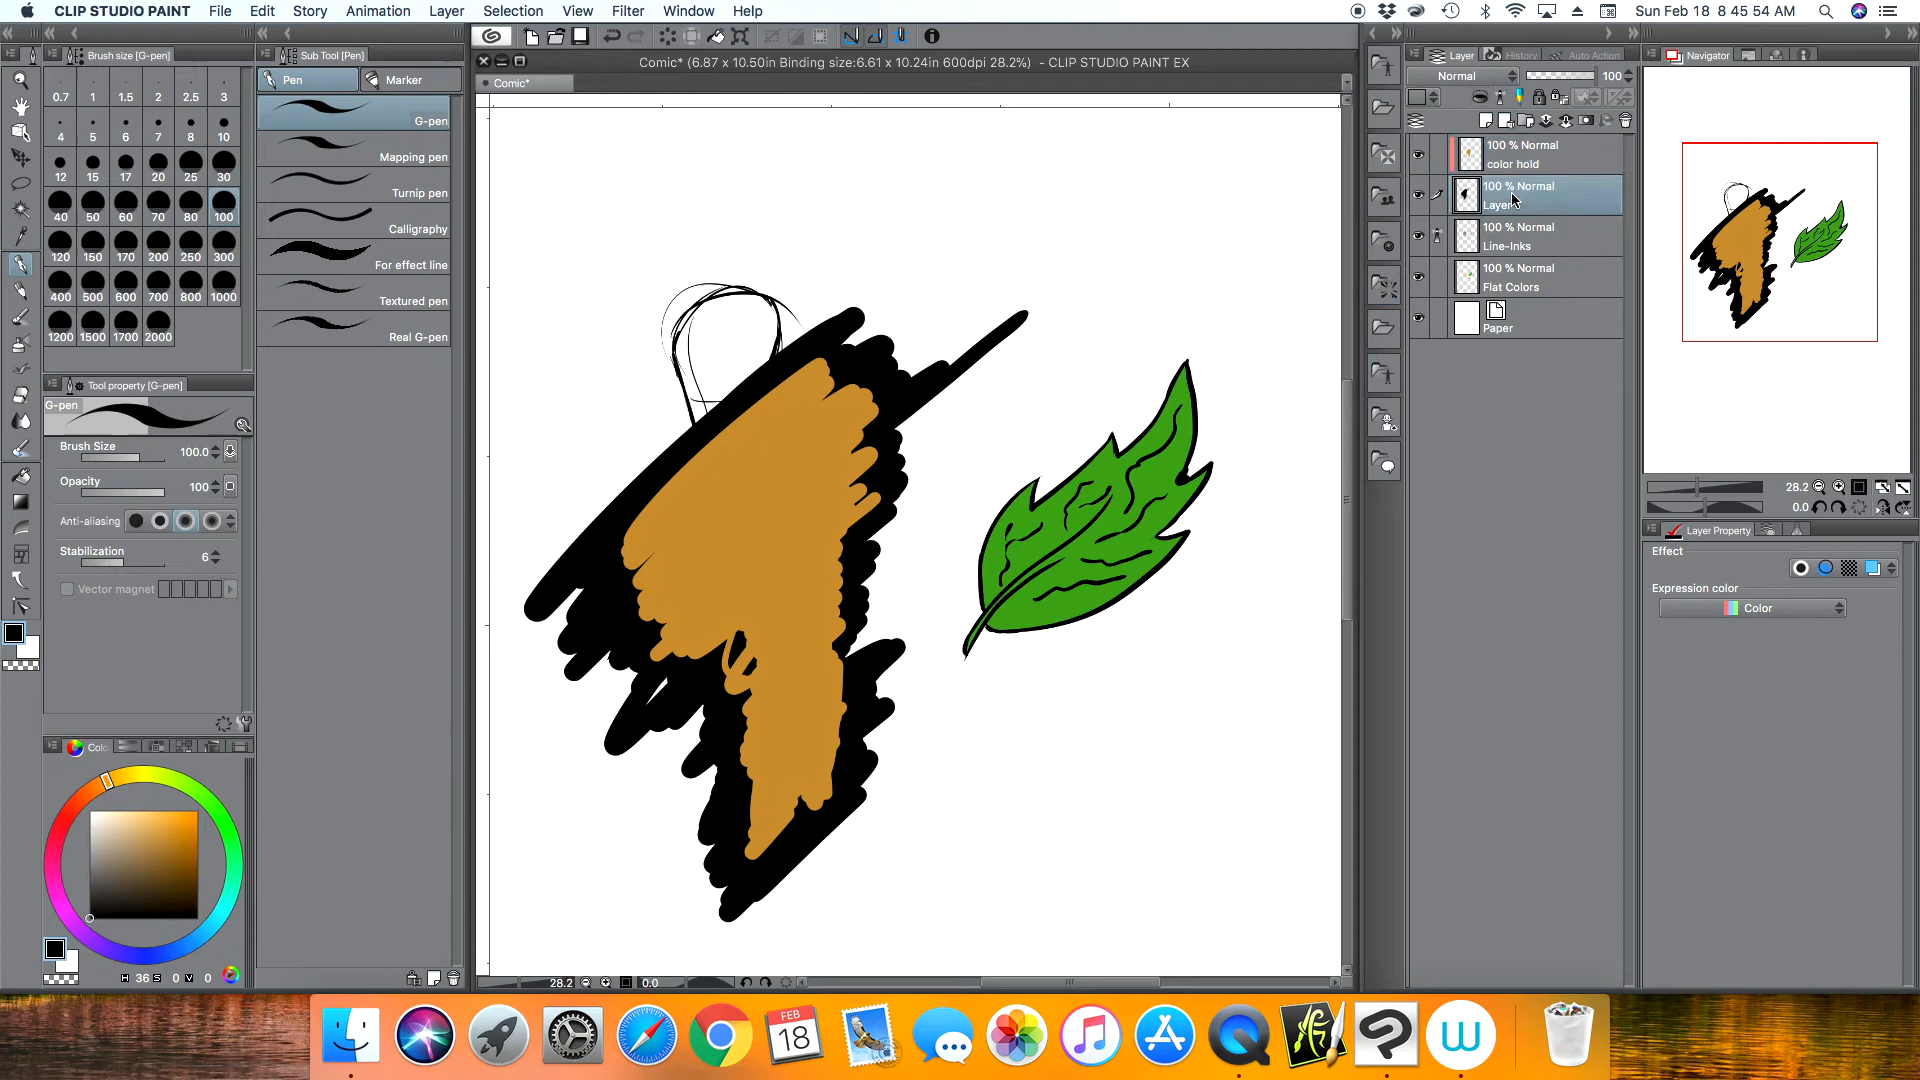 CLIP STUDIO PAINT File Edit Story Animation Layer Selection View Filter Window Help Sun Feb 18 8 45 54 AM
Brush size [G-pen]
Sub Tool [Pen]
Comic* (6.87 x 10.50in Binding size:6.61 x 10.24in 600dpi 28.2%) - CLIP STUDIO PAINT EX
Layer History Auto Action
Navigator
Pen Marker
Comic*
Normal 100
0.7 1 1.5 2 2.5 3
4 5 6 7 8 10
12 15 17 20 25 30
40 50 60 70 80 100
120 150 170 200 250 300
400 500 600 700 800 1000
1200 1500 1700 2000
G-pen
Mapping pen
Turnip pen
Calligraphy
For effect line
Textured pen
Real G-pen
100 % Normal
color hold
100 % Normal
Layer
100 % Normal
Line-Inks
100 % Normal
Flat Colors
Paper
Tool property [G-pen]
G-pen
Brush Size 100.0
Opacity 100
Anti-aliasing
Stabilization 6
Vector magnet
28.2
0.0
Layer Property
Effect
Expression color
Color
Colo
H 36 S 0 V 0
28.2 0.0
FEB
18
W